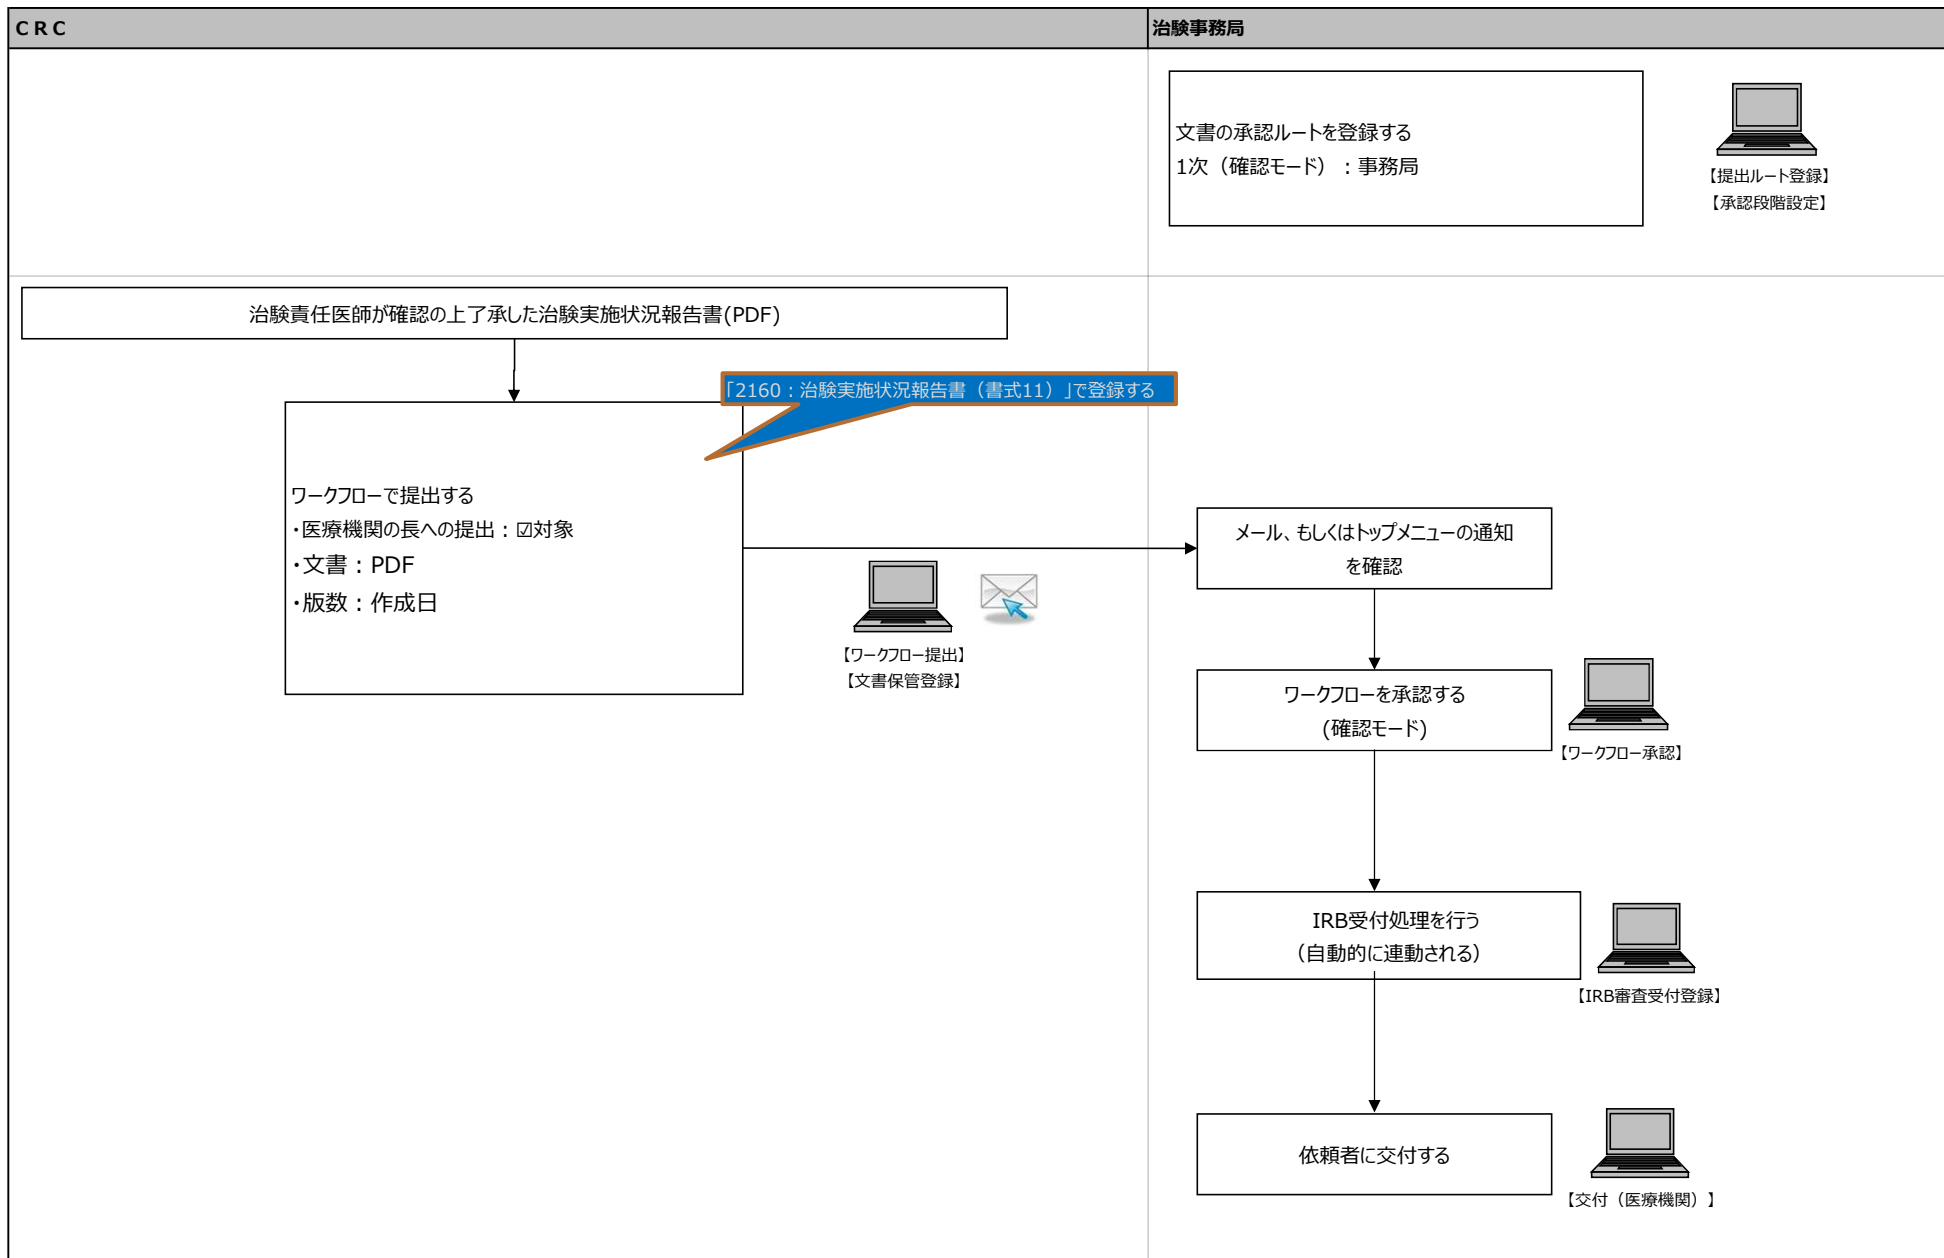 ＣＲＣ
治験事務局
文書の承認ルートを登録する
1次（確認モード）：事務局
【提出ルート登録】
【承認段階設定】
治験責任医師が確認の上了承した治験実施状況報告書(PDF)
「2160：治験実施状況報告書（書式11）」で登録する
ワークフローで提出する
・医療機関の長への提出：☑対象
・文書：PDF
・版数：作成日
【ワークフロー提出】
【文書保管登録】
メール、もしくはトップメニューの通知
を確認
ワークフローを承認する
(確認モード)
【ワークフロー承認】
IRB受付処理を行う
（自動的に連動される）
【IRB審査受付登録】
依頼者に交付する
【交付（医療機関）】